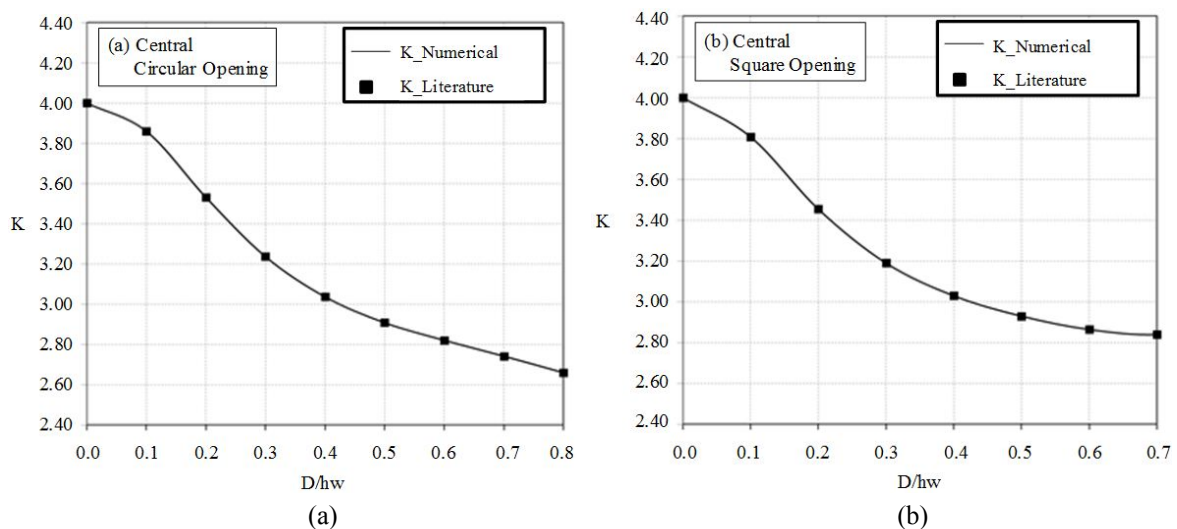 4.40
4.20
4.00
3.80
3.60
3.40
3.20
3.00
2.80
2.60
2.40
K
(a) Central
Circular Opening
K_Numerical
K_Literature
0.0 0.1 0.2 0.3 0.4 0.5 0.6 0.7 0.8
D/hw
(a)
4.40
4.20
4.00
3.80
3.60
3.40
3.20
3.00
2.80
2.60
2.40
K
(b) Central
Square Opening
K_Numerical
K_Literature
0.0 0.1 0.2 0.3 0.4 0.5 0.6 0.7
D/hw
(b)